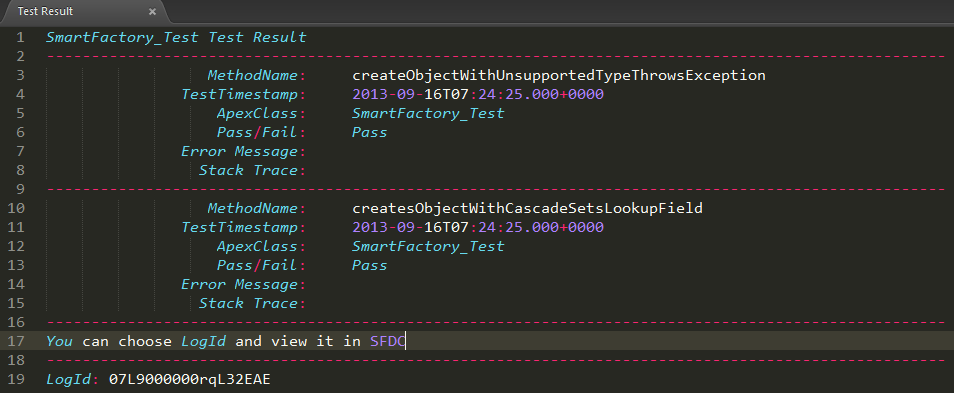 Test Result ×
1 SmartFactory_Test Test Result
2 --------------------------------------------------------------------------------------------------
3 MethodName: createObjectWithUnsupportedTypeThrowsException
4 TestTimestamp: 2013-09-16T07:24:25.000+0000
5 ApexClass: SmartFactory_Test
6 Pass/Fail: Pass
7 Error Message:
8 Stack Trace:
9 --------------------------------------------------------------------------------------------------
10 MethodName: createsObjectWithCascadeSetsLookupField
11 TestTimestamp: 2013-09-16T07:24:25.000+0000
12 ApexClass: SmartFactory_Test
13 Pass/Fail: Pass
14 Error Message:
15 Stack Trace:
16 --------------------------------------------------------------------------------------------------
17 You can choose LogId and view it in SFDC
18 --------------------------------------------------------------------------------------------------
19 LogId: 07L9000000rqL32EAE